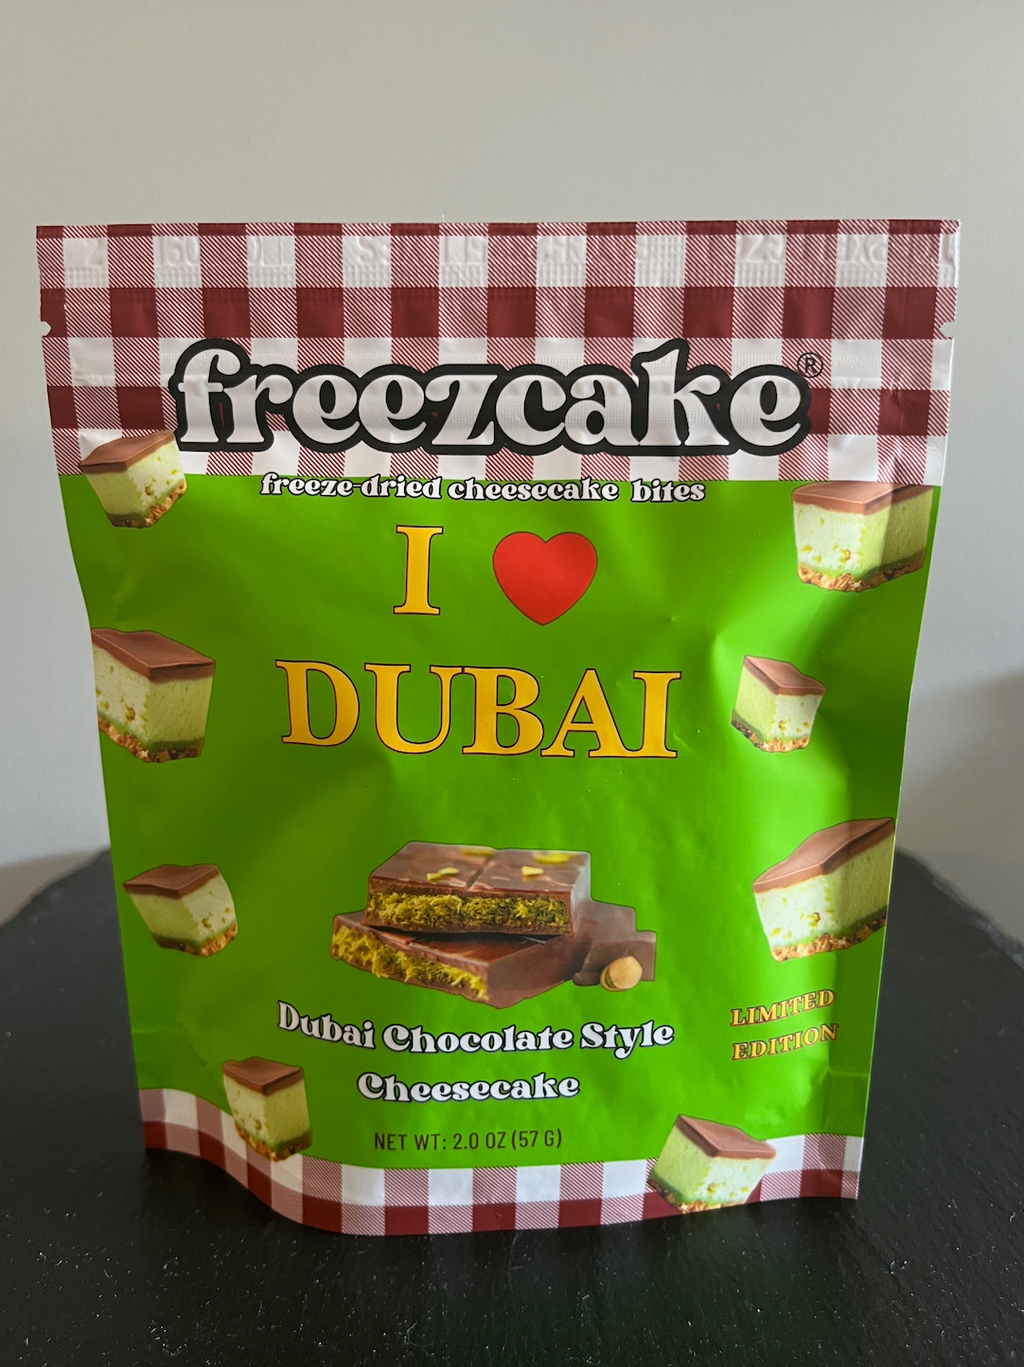 freezcake®
freeze-dried cheesecake bites
I ❤
DUBAI
Dubai Chocolate Style
Cheesecake
LIMITED
EDITION
NET WT: 2.0 OZ (57 G)